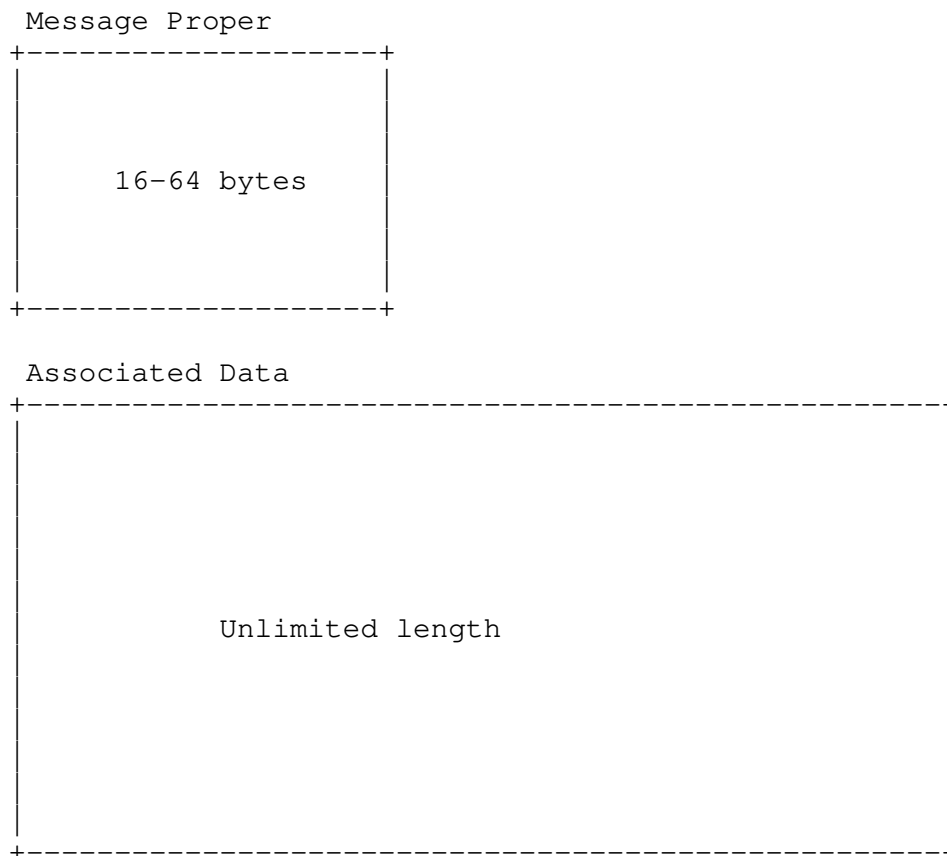 Message Proper
16-64 bytes
Associated Data
Unlimited length